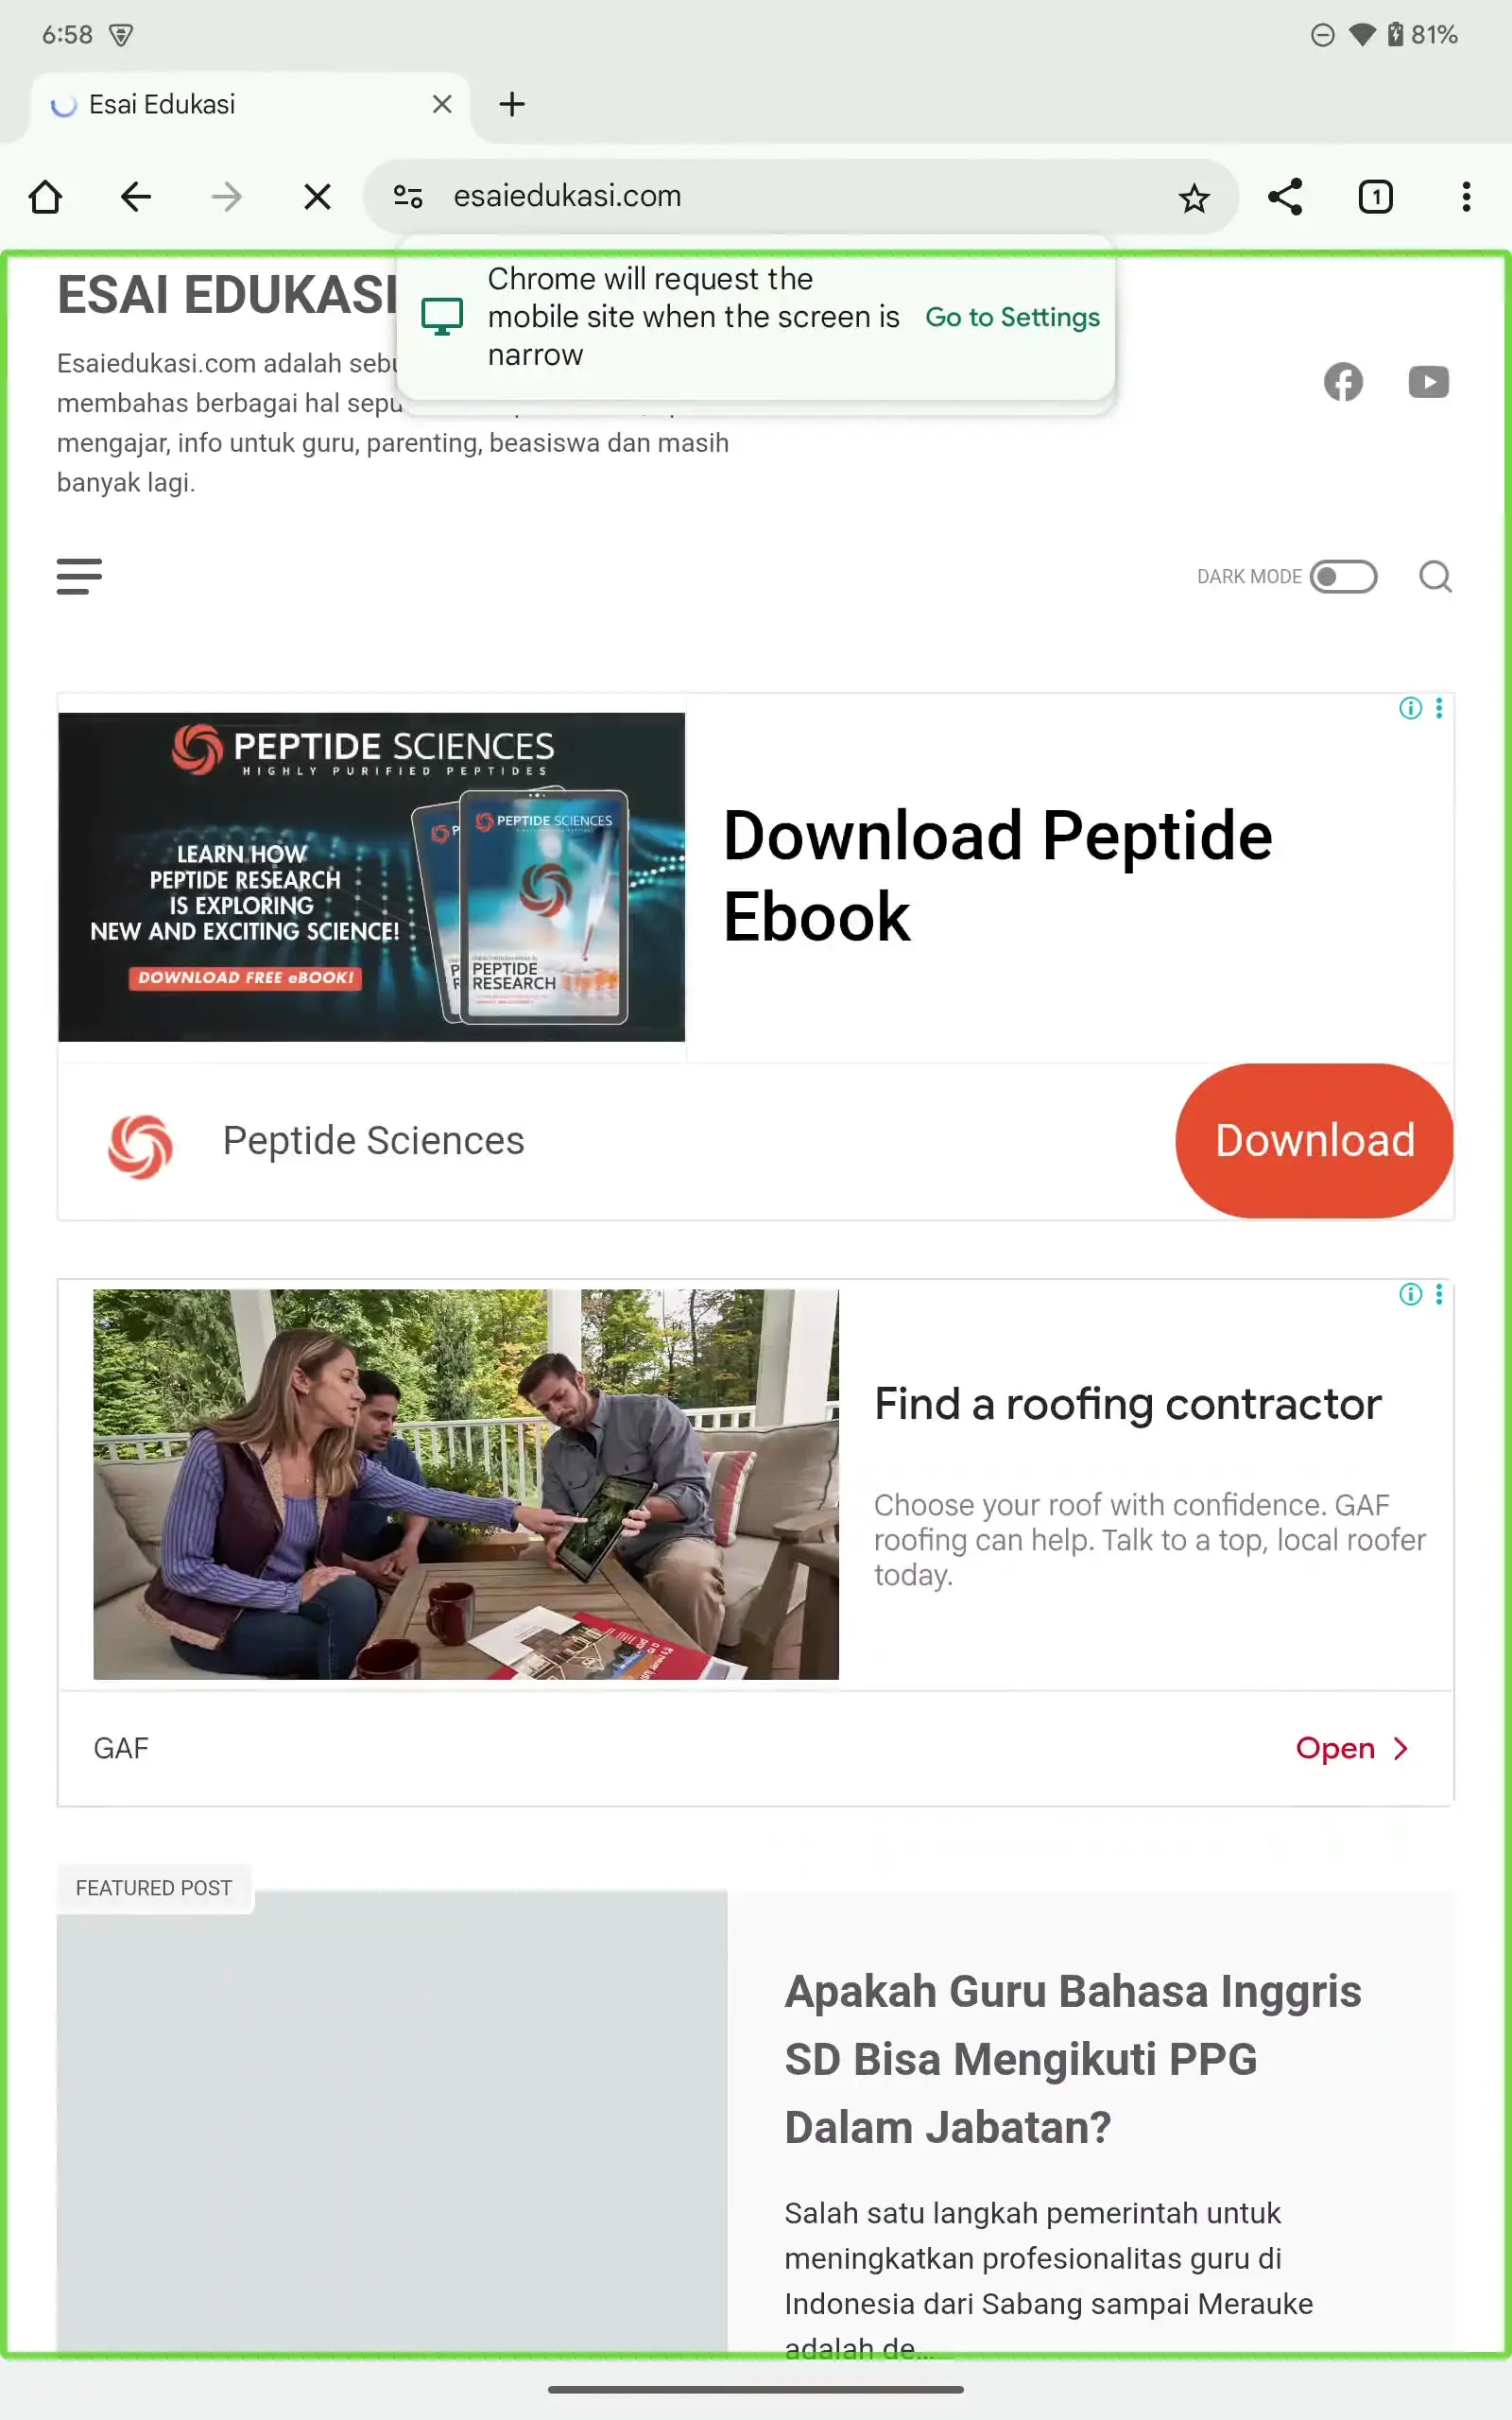 6:58
81%
Esai Edukasi
esaiedukasi.com
1
Chrome will request the
mobile site when the screen is
narrow
Go to Settings
ESAI EDUKASI
Esaiedukasi.com adalah
membahas berbagai hal
mengajar, info untuk guru, parenting, beasiswa dan masih
banyak lagi.
DARK MODE
PEPTIDE SCIENCES
HIGHLY PURIFIED PEPTIDES
LEARN HOW
PEPTIDE RESEARCH
IS EXPLORING
NEW AND EXCITING SCIENCE!
DOWNLOAD FREE eBOOK!
PEPTIDE SCIENCES
PEPTIDE
RESEARCH
Download Peptide
Ebook
Peptide Sciences
Download
Find a roofing contractor
Choose your roof with confidence. GAF
roofing can help. Talk to a top, local roofer
today.
GAF
Open
FEATURED POST
Apakah Guru Bahasa Inggris
SD Bisa Mengikuti PPG
Dalam Jabatan?
Salah satu langkah pemerintah untuk
meningkatkan profesionalitas guru di
Indonesia dari Sabang sampai Merauke
adalah de...